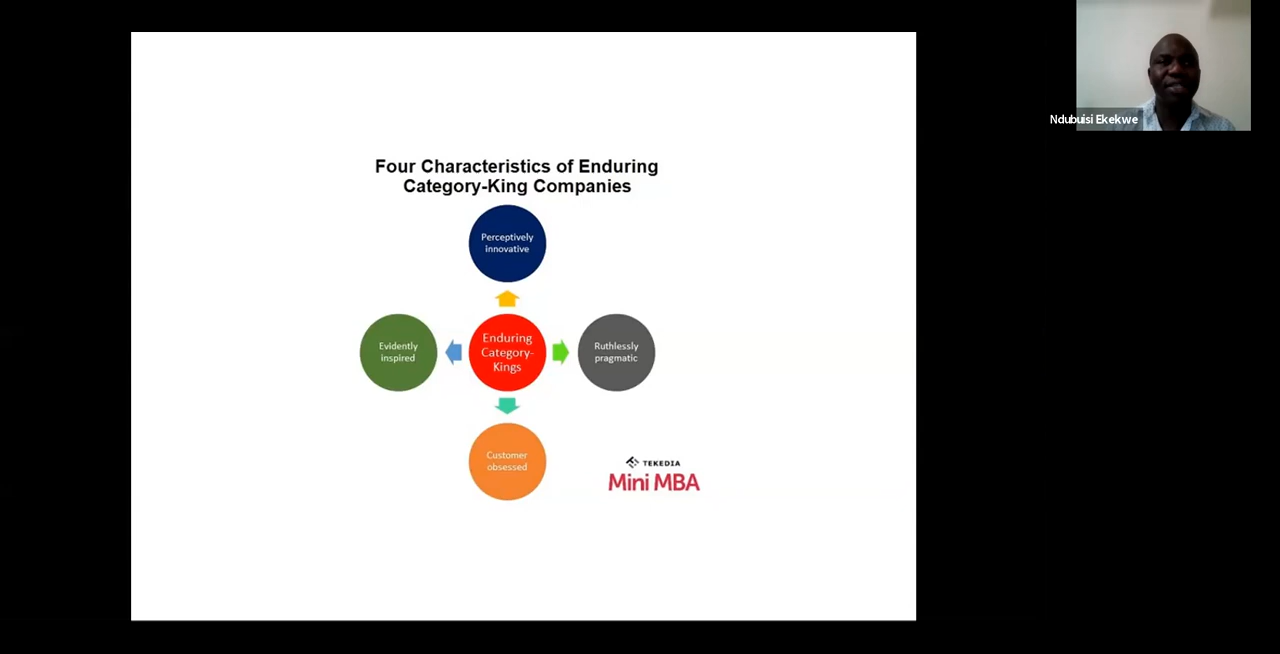 Ndubuisi Ekekwe
Four Characteristics of Enduring
Category-King Companies
Perceptively
innovative
Evidently
inspired
Enduring
Category-
Kings
Ruthlessly
pragmatic
Customer
obsessed
TEKEDIA
Mini MBA